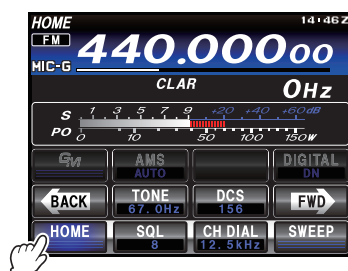 HOME 14:46Z
FM 440.00000
MIC-G
CLAR 0Hz
S 1 3 5 7 9 +20 +40 +60dB
PO 0 10 50 100 150W
GM AMS AUTO DIGITAL DN
BACK TONE 67.0Hz DCS 156 FWD
HOME SQL 8 CH DIAL 12.5kHz SWEEP